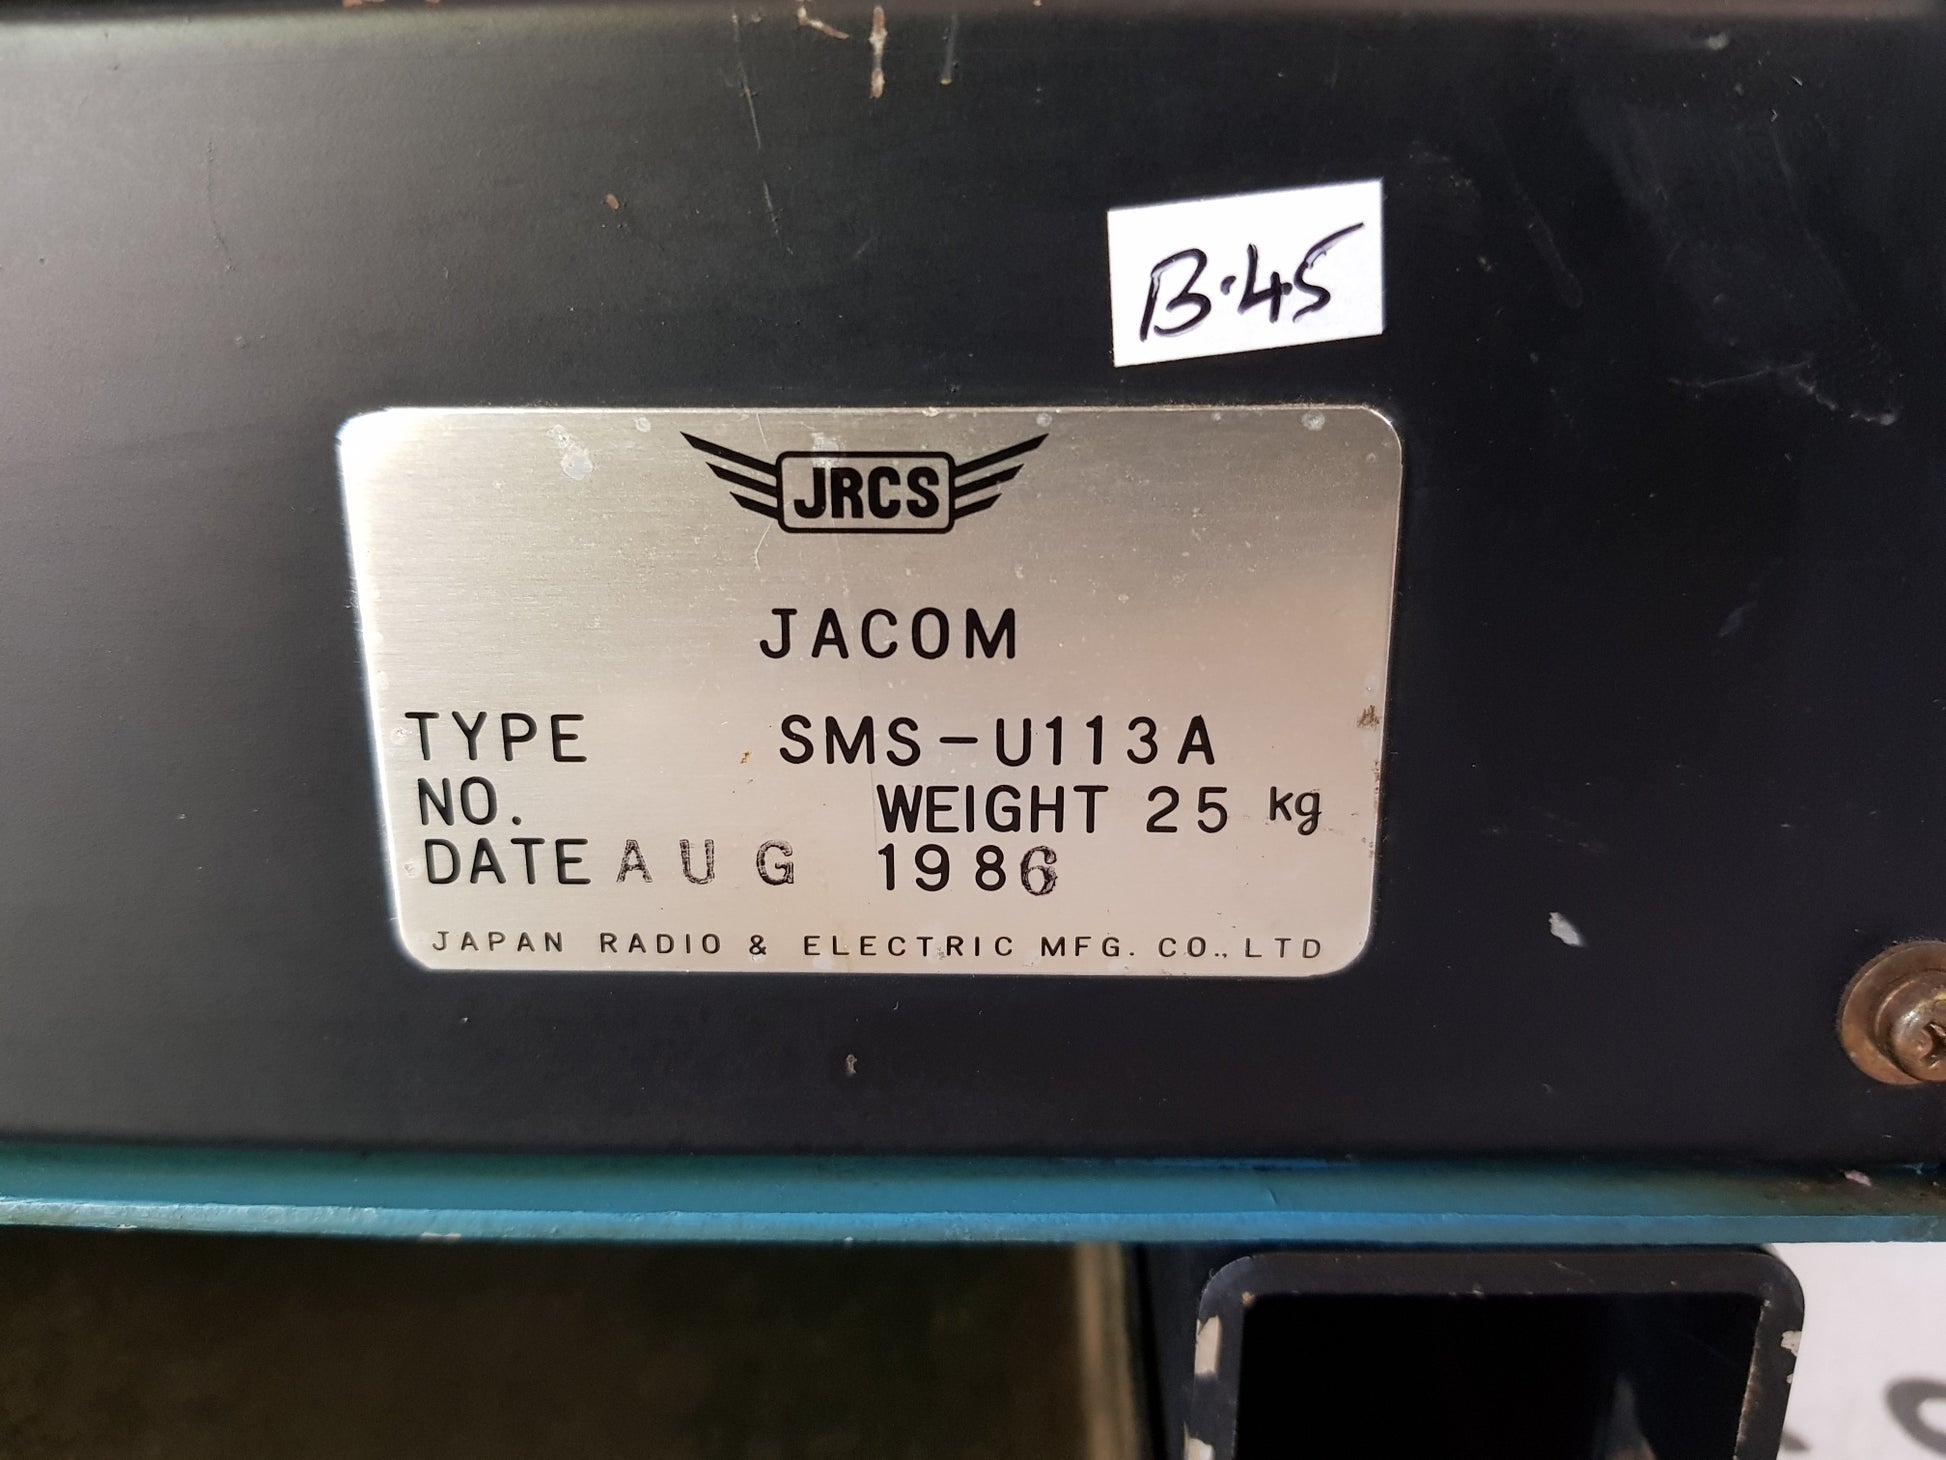 B.45
JRCS
JACOM
TYPE SMS-U113A
NO. WEIGHT 25 kg
DATE AUG 1986
JAPAN RADIO & ELECTRIC MFG. CO., LTD